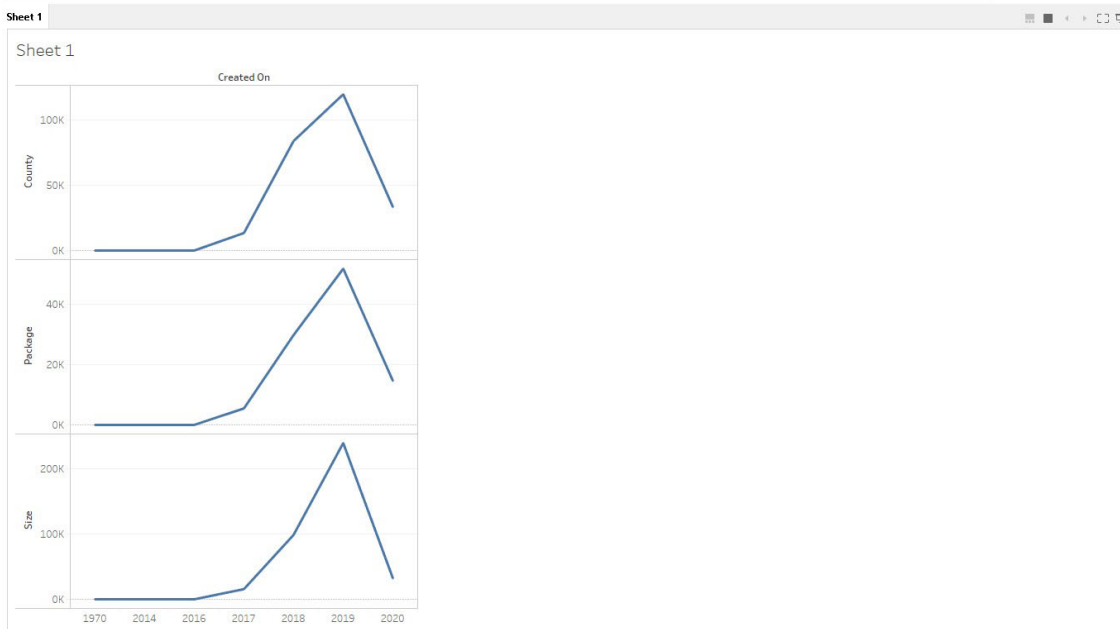 Sheet 1
Sheet 1
Created On
County
100K
50K
0K
Package
40K
20K
0K
Size
200K
100K
0K
1970 2014 2016 2017 2018 2019 2020